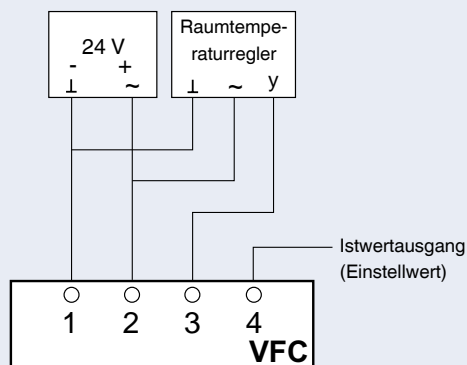 24 V
- +
⊥ ~
Raumtempe-
raturregler
⊥ ~ y
Istwertausgang
(Einstellwert)
1 2 3 4
VFC